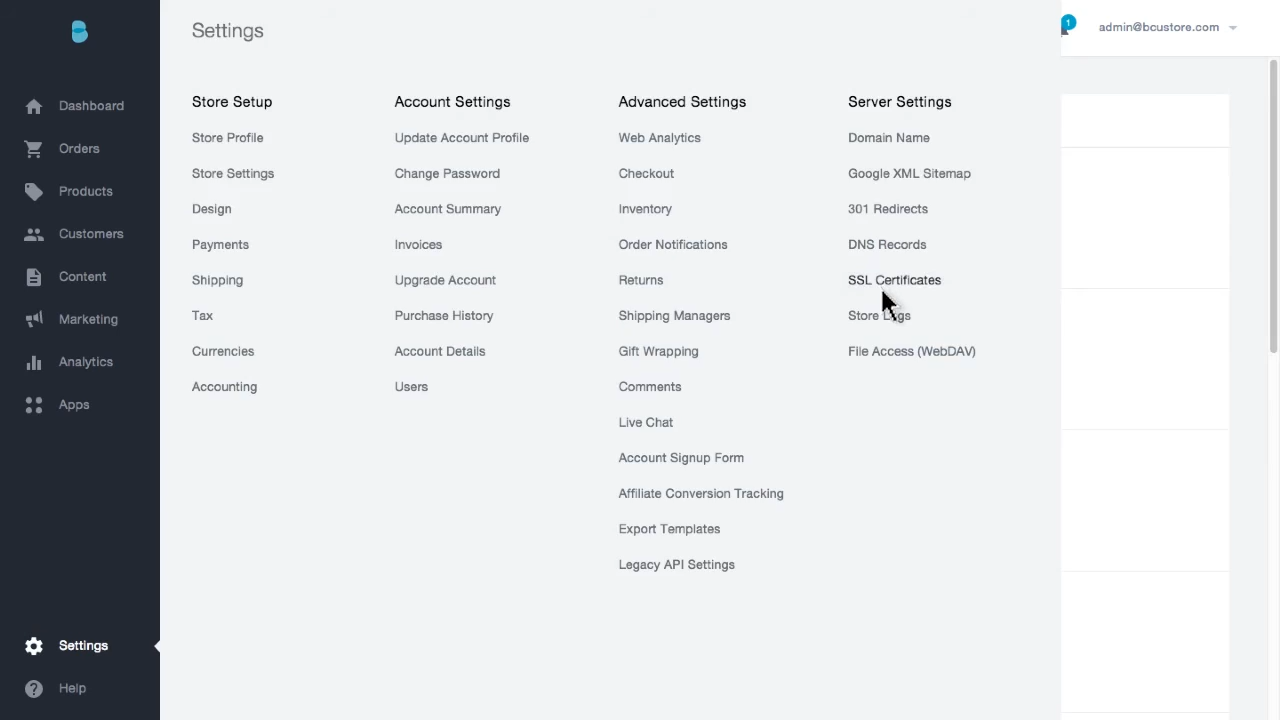 Settings
1
admin@bcustore.com
Dashboard
Orders
Products
Customers
Content
Marketing
Analytics
Apps
Settings
Help
Store Setup
Store Profile
Store Settings
Design
Payments
Shipping
Tax
Currencies
Accounting
Account Settings
Update Account Profile
Change Password
Account Summary
Invoices
Upgrade Account
Purchase History
Account Details
Users
Advanced Settings
Web Analytics
Checkout
Inventory
Order Notifications
Returns
Shipping Managers
Gift Wrapping
Comments
Live Chat
Account Signup Form
Affiliate Conversion Tracking
Export Templates
Legacy API Settings
Server Settings
Domain Name
Google XML Sitemap
301 Redirects
DNS Records
SSL Certificates
Store Logs
File Access (WebDAV)